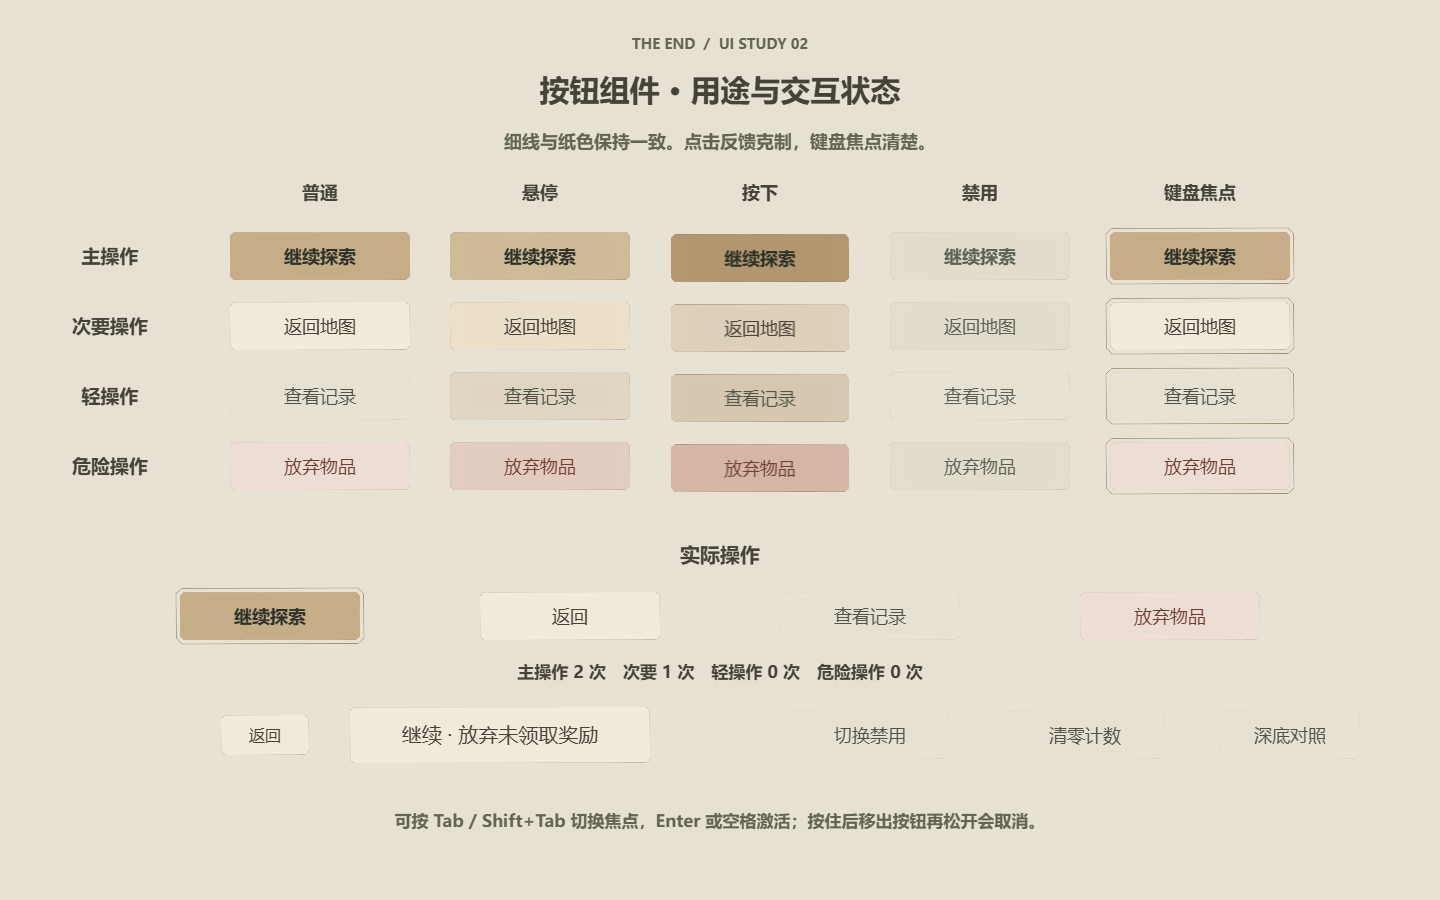 THE END / UI STUDY 02
按钮组件 · 用途与交互状态
细线与纸色保持一致。点击反馈克制，键盘焦点清楚。
普通 悬停 按下 禁用 键盘焦点
主操作 继续探索 继续探索 继续探索 继续探索 继续探索
次要操作 返回地图 返回地图 返回地图 返回地图 返回地图
轻操作 查看记录 查看记录 查看记录 查看记录 查看记录
危险操作 放弃物品 放弃物品 放弃物品 放弃物品 放弃物品
实际操作
继续探索 返回 查看记录 放弃物品
主操作 2 次 次要 1 次 轻操作 0 次 危险操作 0 次
返回 继续 · 放弃未领取奖励 切换禁用 清零计数 深底对照
可按 Tab / Shift+Tab 切换焦点，Enter 或空格激活；按住后移出按钮再松开会取消。